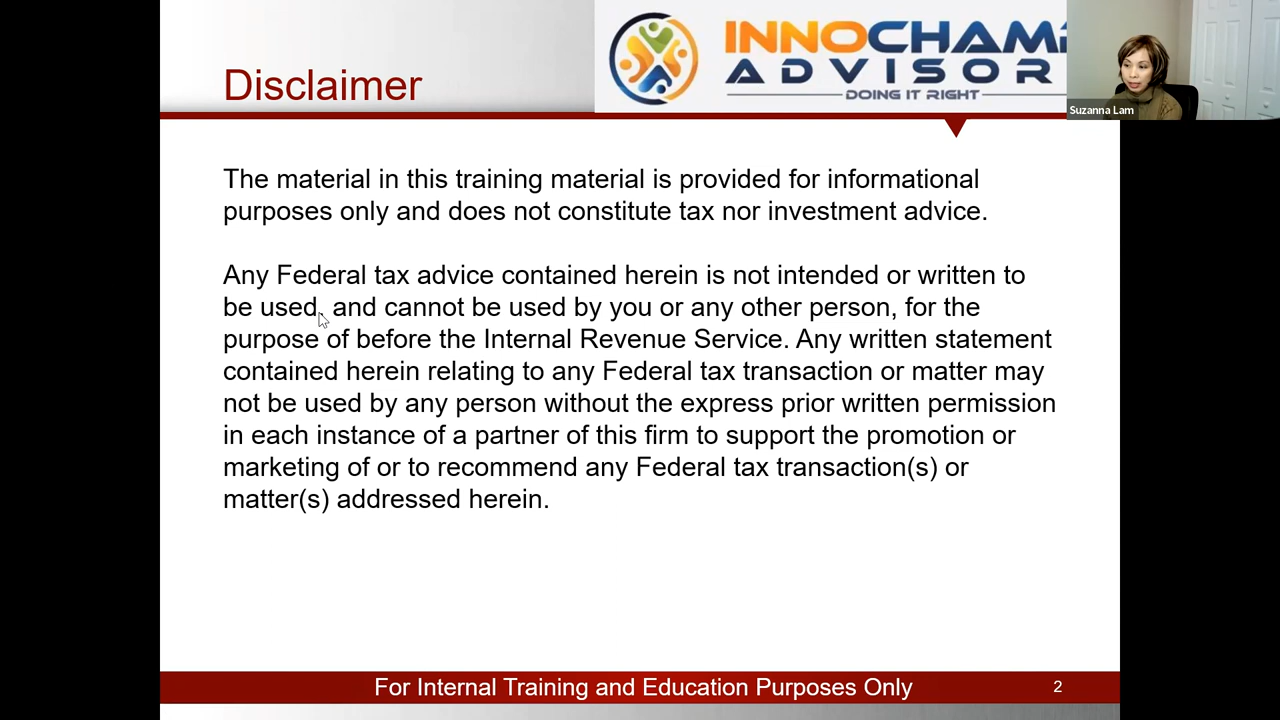 Disclaimer
INNOCHAM
ADVISOR
DOING IT RIGHT
Suzanna Lam
The material in this training material is provided for informational
purposes only and does not constitute tax nor investment advice.
Any Federal tax advice contained herein is not intended or written to
be used, and cannot be used by you or any other person, for the
purpose of before the Internal Revenue Service. Any written statement
contained herein relating to any Federal tax transaction or matter may
not be used by any person without the express prior written permission
in each instance of a partner of this firm to support the promotion or
marketing of or to recommend any Federal tax transaction(s) or
matter(s) addressed herein.
For Internal Training and Education Purposes Only
2